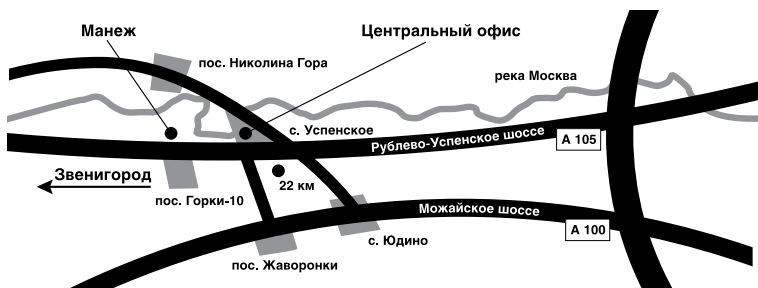 Манеж
Центральный офис
пос. Николина Гора
река Москва
с. Успенское
Рублево-Успенское шоссе
А 105
Звенигород
22 км
пос. Горки-10
Можайское шоссе
А 100
с. Юдино
пос. Жаворонки